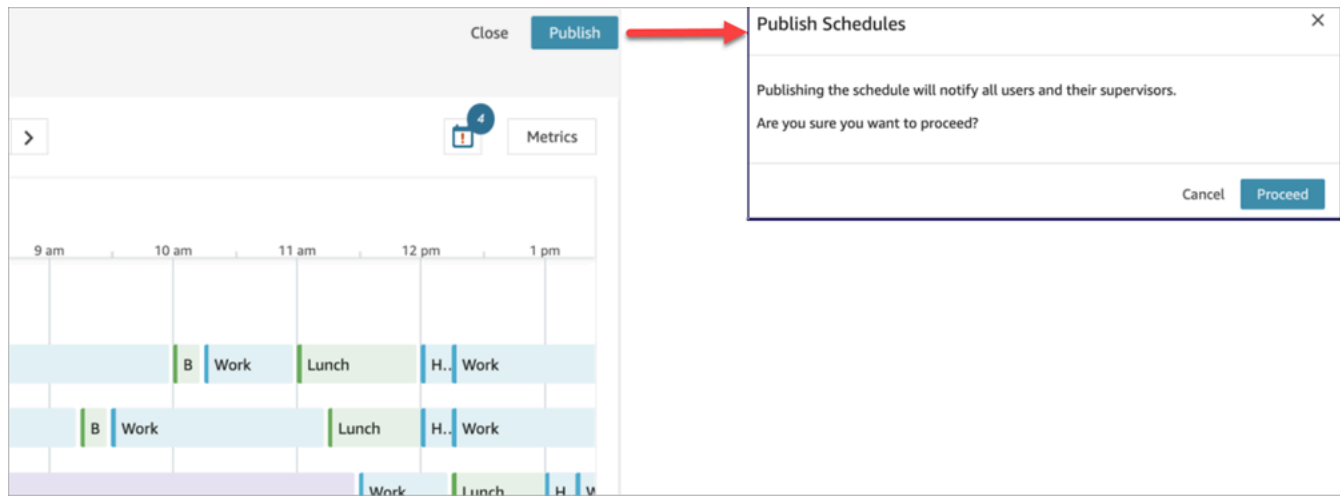 Close Publish
Publish Schedules
Publishing the schedule will notify all users and their supervisors.
Are you sure you want to proceed?
Cancel Proceed
4
Metrics
9 am 10 am 11 am 12 pm 1 pm
B Work Lunch H.. Work
B Work Lunch H.. Work
Work Lunch H. W